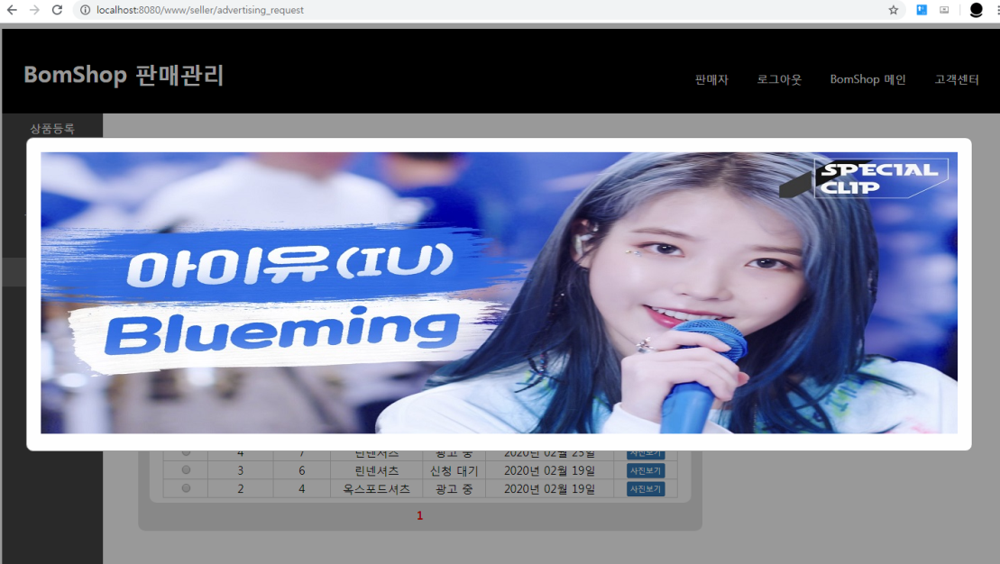 localhost:8080/www/seller/advertising_request
BomShop 판매관리
판매자 로그아웃 BomShop 메인 고객센터
상품등록
SPECIAL
CLIP
아이유(IU)
Blueming
4 7 린넨셔츠 광고 중 2020년 02월 25일 사진보기
3 6 린넨셔츠 신청 대기 2020년 02월 19일 사진보기
2 4 옥스포드셔츠 광고 중 2020년 02월 19일 사진보기
1